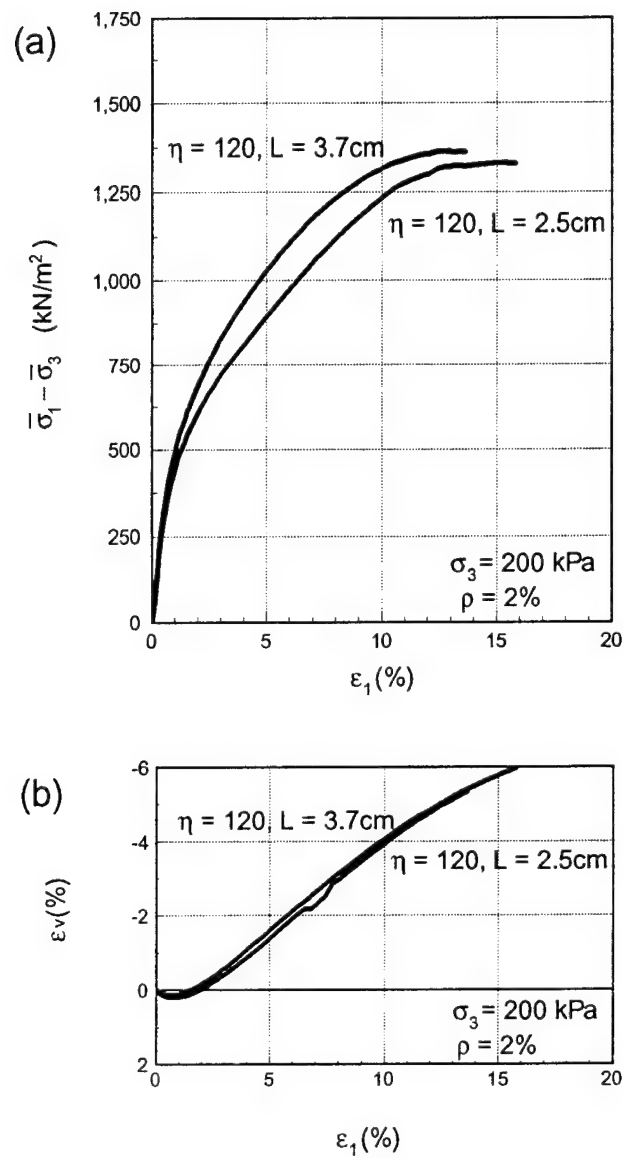 (a)
1,750
1,500
1,250
1,000
750
500
250
0
σ̅₁ – σ̅₃ (kN/m²)
η = 120, L = 3.7cm
η = 120, L = 2.5cm
σ₃ = 200 kPa
ρ = 2%
0 5 10 15 20
ε₁(%)
(b)
-6
-4
-2
0
2
εᵥ(%)
η = 120, L = 3.7cm
η = 120, L = 2.5cm
σ₃ = 200 kPa
ρ = 2%
0 5 10 15 20
ε₁(%)